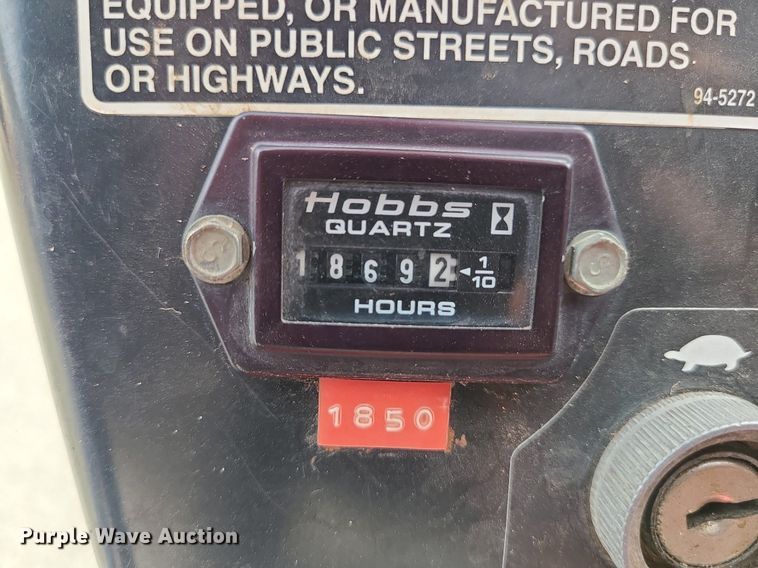 EQUIPPED, OR MANUFACTURED FOR
USE ON PUBLIC STREETS, ROADS
OR HIGHWAYS.
94-5272
Hobbs
QUARTZ
1 8 6 9 2 ◄ 1/10
HOURS
1850
Purple Wave Auction®